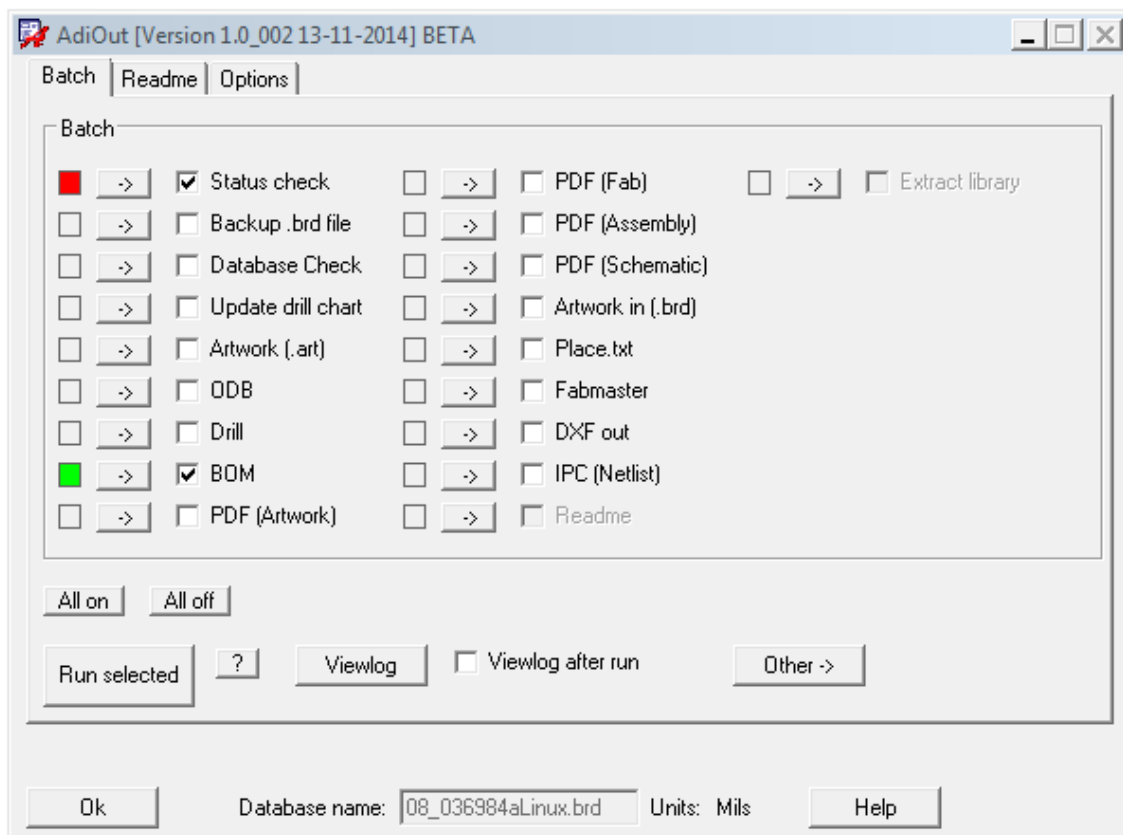 AdiOut [Version 1.0_002 13-11-2014] BETA
Batch Readme Options
Batch
-> Status check -> PDF (Fab) -> Extract library
-> Backup .brd file -> PDF (Assembly)
-> Database Check -> PDF (Schematic)
-> Update drill chart -> Artwork in (.brd)
-> Artwork (.art) -> Place.txt
-> ODB -> Fabmaster
-> Drill -> DXF out
-> BOM -> IPC (Netlist)
-> PDF (Artwork) -> Readme
All on All off
Run selected ? Viewlog Viewlog after run Other ->
Ok Database name: 08_036984aLinux.brd Units: Mils Help